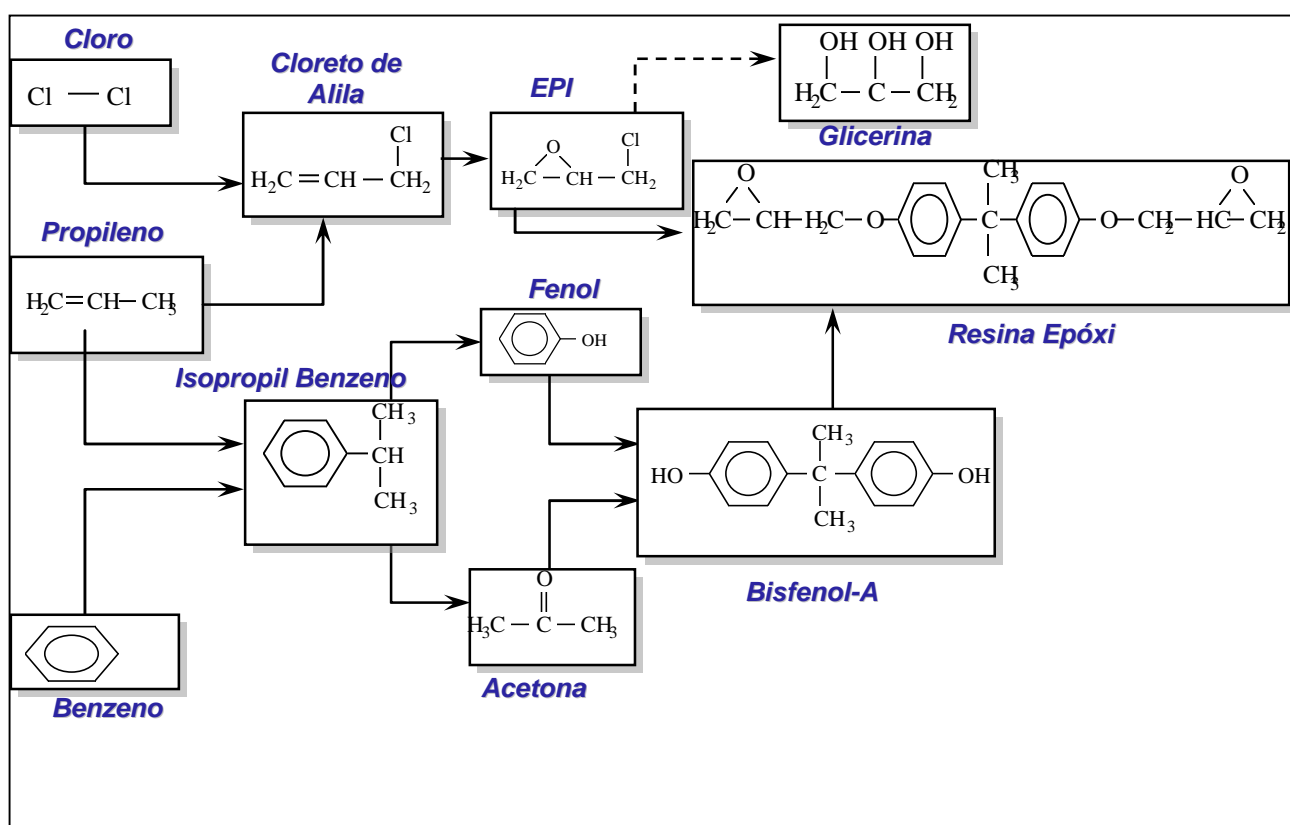 Cloro
Cl — Cl
Cloreto de
Alila
Cl
H₂C=CH—CH₂
EPI
O
Cl
H₂C CH—CH₂
OH OH OH
H₂C—C—CH₂
Glicerina
O
CH₃
O
H₂C CH—H₂C—O
C
O—CH₂—HC CH₂
CH₃
Resina Epóxi
Propileno
H₂C=CH—CH₃
Fenol
OH
Isopropil Benzeno
CH₃
CH
CH₃
CH₃
HO
C
OH
CH₃
Bisfenol-A
O
H₃C—C—CH₃
Acetona
Benzeno